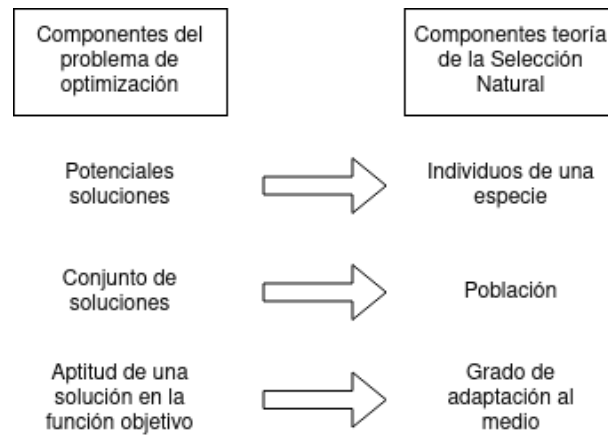 Componentes del
problema de
optimización
Componentes teoría
de la Selección
Natural
Potenciales
soluciones
Individuos de una
especie
Conjunto de
soluciones
Población
Aptitud de una
solución en la
función objetivo
Grado de
adaptación al
medio